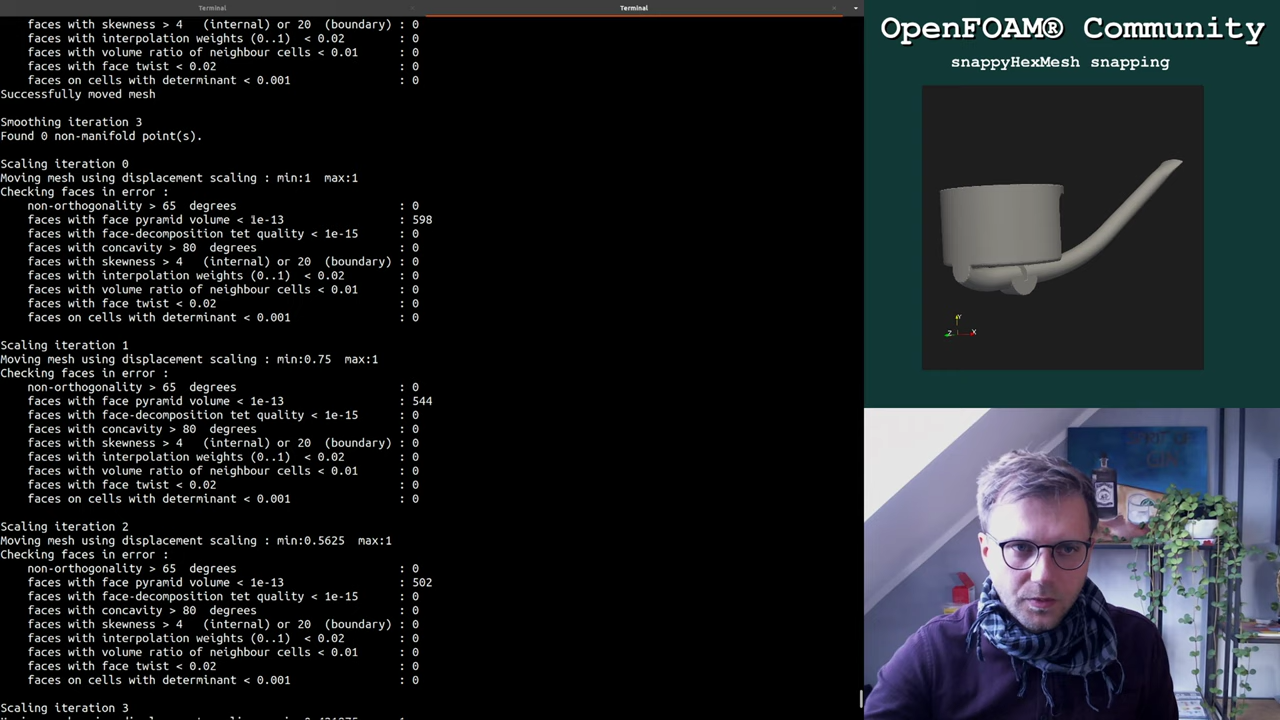 Terminal
Terminal
faces with skewness > 4   (internal) or 20  (boundary) : 0
faces with interpolation weights (0..1)  < 0.02        : 0
faces with volume ratio of neighbour cells < 0.01      : 0
faces with face twist < 0.02                           : 0
faces on cells with determinant < 0.001                : 0
Successfully moved mesh
Smoothing iteration 3
Found 0 non-manifold point(s).
Scaling iteration 0
Moving mesh using displacement scaling : min:1  max:1
Checking faces in error :
non-orthogonality > 65  degrees                        : 0
faces with face pyramid volume < 1e-13                 : 598
faces with face-decomposition tet quality < 1e-15      : 0
faces with concavity > 80  degrees                     : 0
faces with skewness > 4   (internal) or 20  (boundary) : 0
faces with interpolation weights (0..1)  < 0.02        : 0
faces with volume ratio of neighbour cells < 0.01      : 0
faces with face twist < 0.02                           : 0
faces on cells with determinant < 0.001                : 0
Scaling iteration 1
Moving mesh using displacement scaling : min:0.75  max:1
Checking faces in error :
non-orthogonality > 65  degrees                        : 0
faces with face pyramid volume < 1e-13                 : 544
faces with face-decomposition tet quality < 1e-15      : 0
faces with concavity > 80  degrees                     : 0
faces with skewness > 4   (internal) or 20  (boundary) : 0
faces with interpolation weights (0..1)  < 0.02        : 0
faces with volume ratio of neighbour cells < 0.01      : 0
faces with face twist < 0.02                           : 0
faces on cells with determinant < 0.001                : 0
Scaling iteration 2
Moving mesh using displacement scaling : min:0.5625  max:1
Checking faces in error :
non-orthogonality > 65  degrees                        : 0
faces with face pyramid volume < 1e-13                 : 502
faces with face-decomposition tet quality < 1e-15      : 0
faces with concavity > 80  degrees                     : 0
faces with skewness > 4   (internal) or 20  (boundary) : 0
faces with interpolation weights (0..1)  < 0.02        : 0
faces with volume ratio of neighbour cells < 0.01      : 0
faces with face twist < 0.02                           : 0
faces on cells with determinant < 0.001                : 0
Scaling iteration 3
OpenFOAM® Community
snappyHexMesh snapping
Y
Z X
SPIRIT OF
GIN